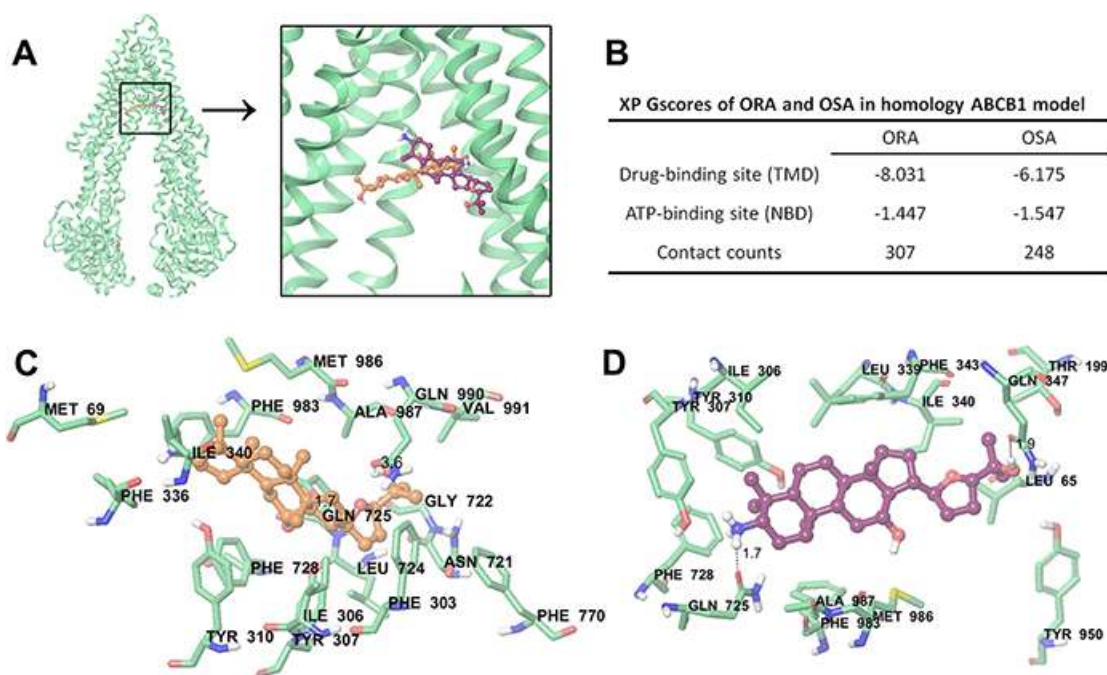 A
B
XP Gscores of ORA and OSA in homology ABCB1 model
ORA OSA
Drug-binding site (TMD) -8.031 -6.175
ATP-binding site (NBD) -1.447 -1.547
Contact counts 307 248
C
MET 986
MET 69
PHE 983
GLN 990
ALA 987
VAL 991
ILE 340
3.6
PHE 336
1.7
GLY 722
GLN 725
PHE 728
LEU 724
ASN 721
ILE 306
PHE 303
PHE 770
TYR 310
TYR 307
D
ILE 306
LEU 339
PHE 343
THR 199
TYR 310
GLN 347
TYR 307
ILE 340
1.9
LEU 65
1.7
PHE 728
GLN 725
ALA 987
MET 986
PHE 983
TYR 950